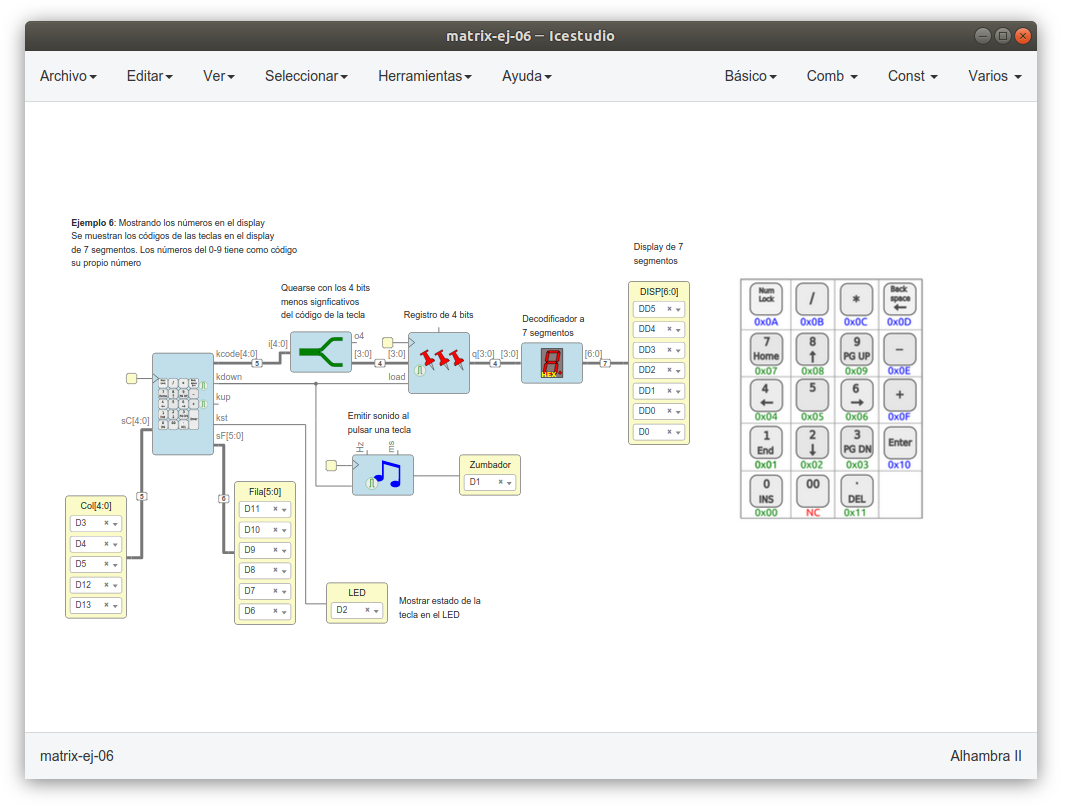 matrix-ej-06 – Icestudio
Archivo Editar Ver Seleccionar Herramientas Ayuda Básico Comb Const Varios
Ejemplo 6: Mostrando los números en el display
Se muestran los códigos de las teclas en el display
de 7 segmentos. Los números del 0-9 tiene como código
su propio número
Quearse con los 4 bits
menos signficativos
del código de la tecla
i[4:0]
o4
[3:0]
Registro de 4 bits
[3:0]
load
q[3:0]
Decodificador a
7 segmentos
[3:0]
HEX
[6:0]
Display de 7
segmentos
DISP[6:0]
DD5
DD4
DD3
DD2
DD1
DD0
D0
kcode[4:0]
kdown
kup
kst
sF[5:0]
sC[4:0]
5
4
4
7
5
6
Emitir sonido al
pulsar una tecla
Hz
ms
Zumbador
D1
Col[4:0]
D3
D4
D5
D12
D13
Fila[5:0]
D11
D10
D9
D8
D7
D6
LED
D2
Mostrar estado de la
tecla en el LED
Num Lock / * Back space
0x0A 0x0B 0x0C 0x0D
7 Home 8 9 PG UP −
0x07 0x08 0x09 0x0E
4 5 6 +
0x04 0x05 0x06 0x0F
1 End 2 3 PG DN Enter
0x01 0x02 0x03 0x10
0 INS 00 . DEL
0x00 NC 0x11
matrix-ej-06
Alhambra II